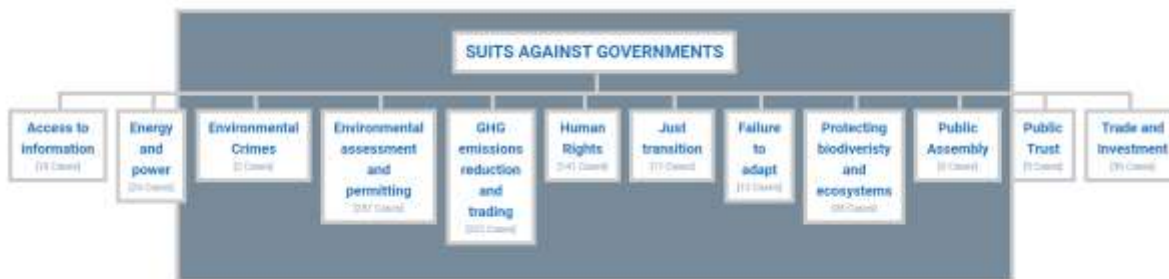 SUITS AGAINST GOVERNMENTS
Access to
information
Energy
and
power
Environmental
Crimes
Environmental
assessment
and
permitting
GHG
emissions
reduction
and
trading
Human
Rights
Just
transition
Failure
to
adapt
Protecting
biodiveristy
and
ecosystems
Public
Assembly
Public
Trust
Trade and
Investment